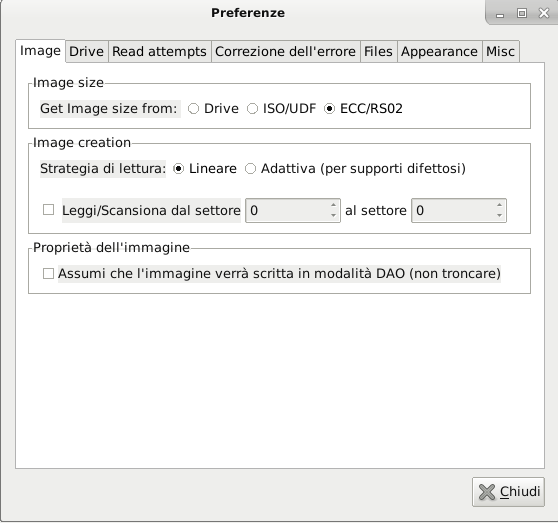 Preferenze
Image Drive Read attempts Correzione dell'errore Files Appearance Misc
Image size
Get Image size from: Drive ISO/UDF ECC/RS02
Image creation
Strategia di lettura: Lineare Adattiva (per supporti difettosi)
Leggi/Scansiona dal settore 0 al settore 0
Proprietà dell'immagine
Assumi che l'immagine verrà scritta in modalità DAO (non troncare)
Chiudi